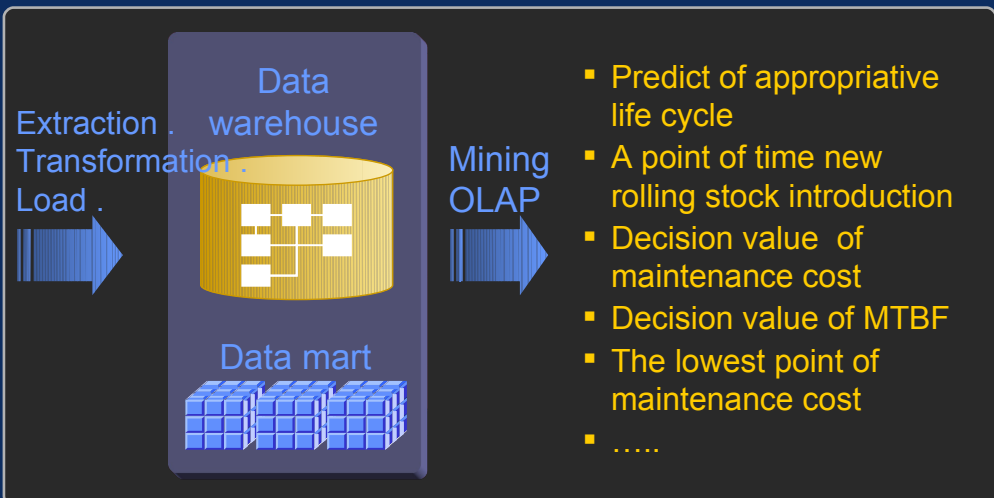 Extraction .
Transformation .
Load .
Data
warehouse
Data mart
Mining
OLAP
▪ Predict of appropriative
life cycle
▪ A point of time new
rolling stock introduction
▪ Decision value of
maintenance cost
▪ Decision value of MTBF
▪ The lowest point of
maintenance cost
▪ …..